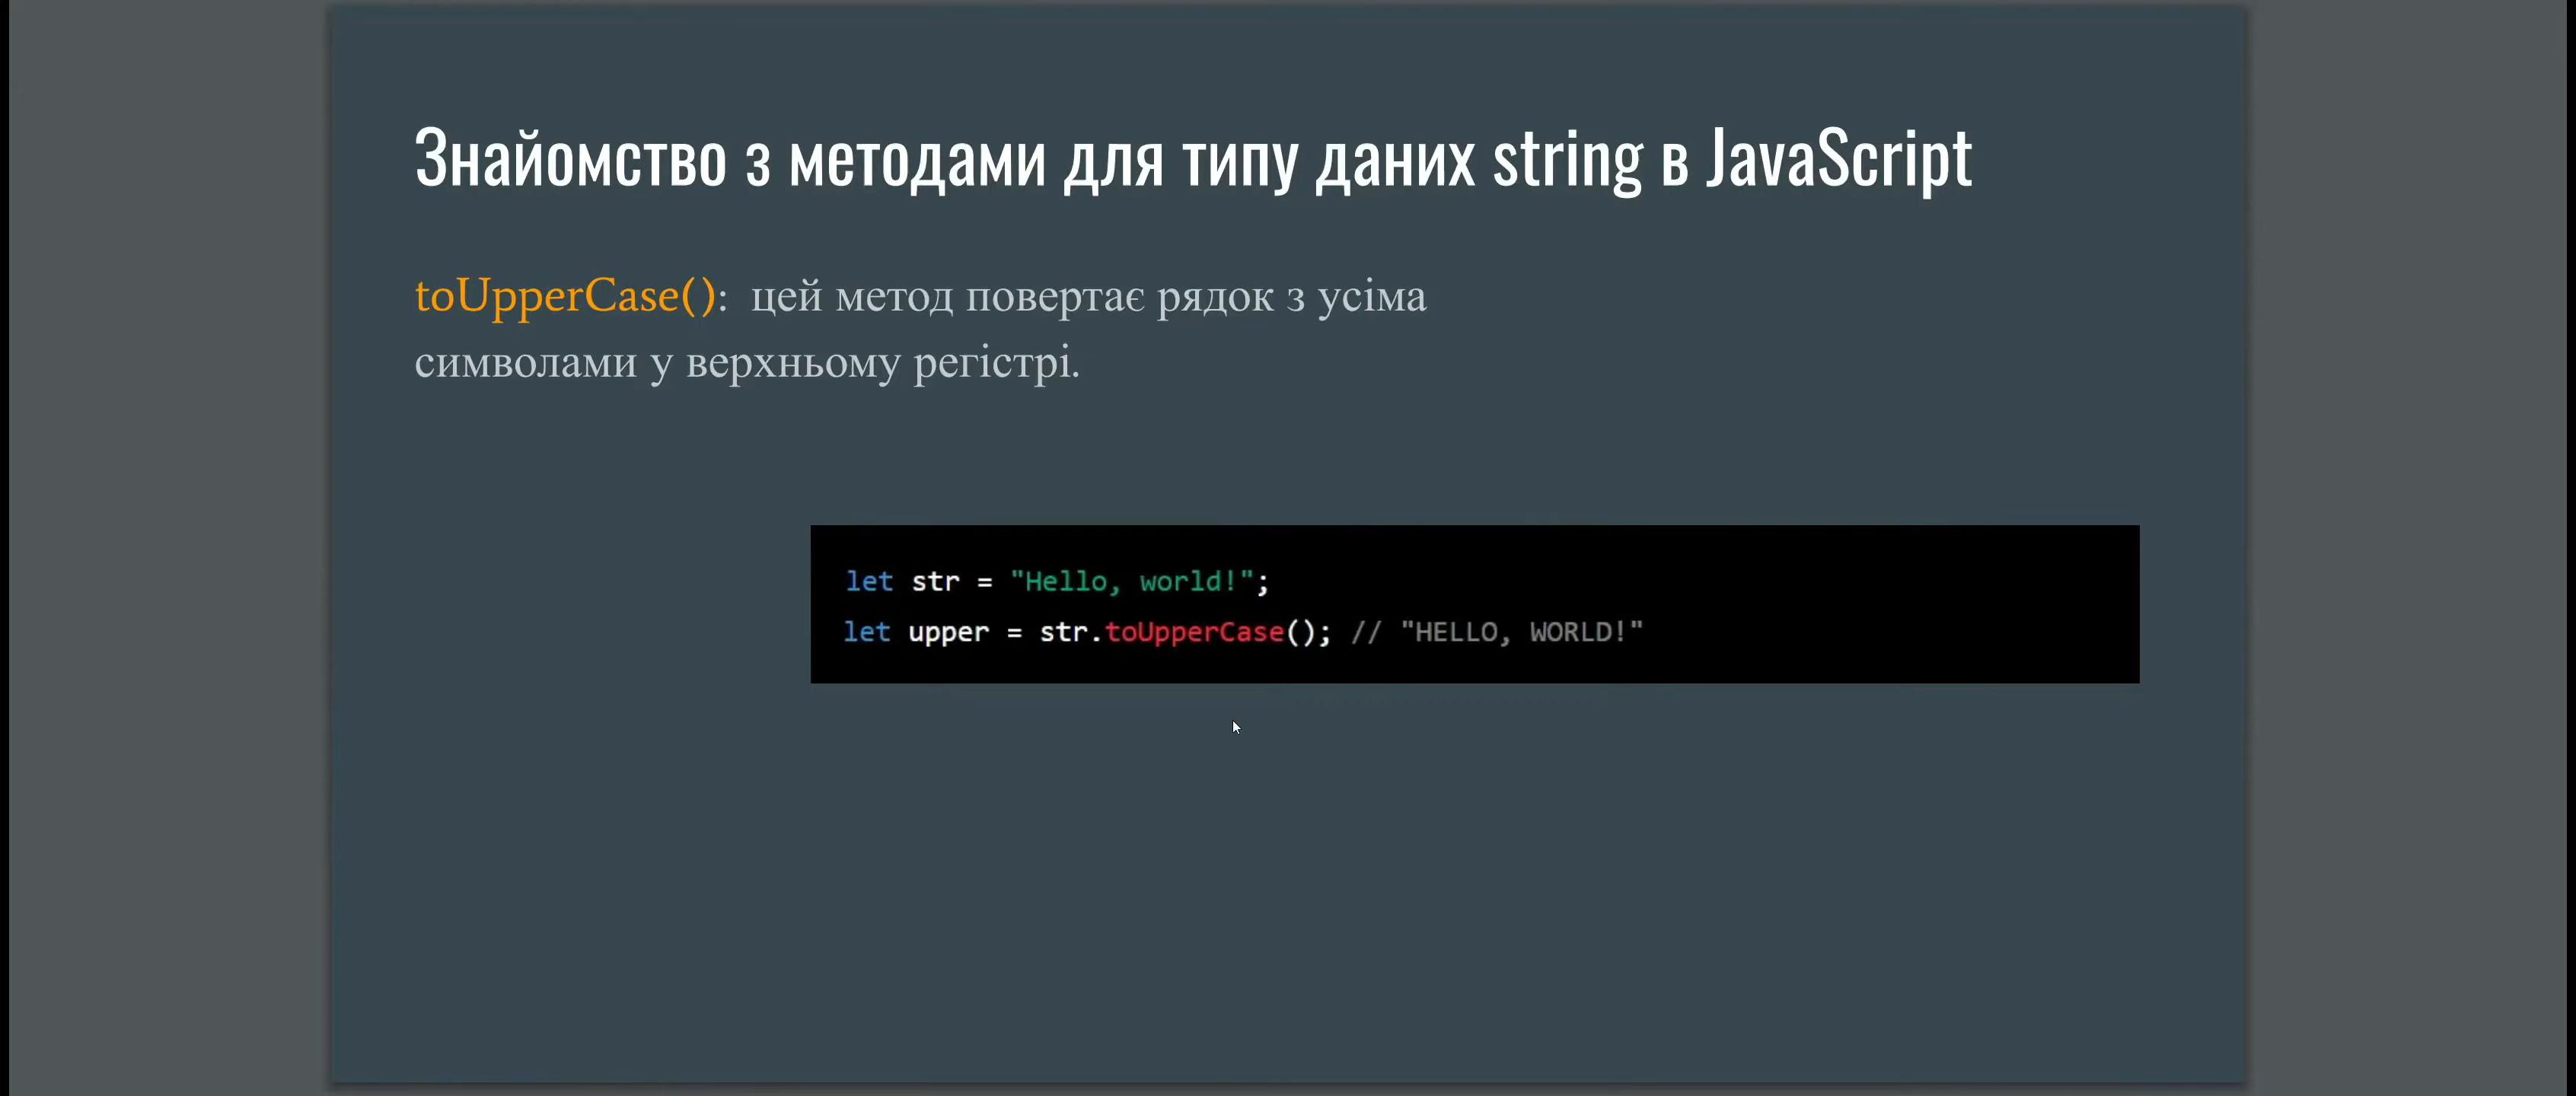 Знайомство з методами для типу даних string в JavaScript
toUpperCase(): цей метод повертає рядок з усіма
символами у верхньому регістрі.
let str = "Hello, world!";
let upper = str.toUpperCase(); // "HELLO, WORLD!"